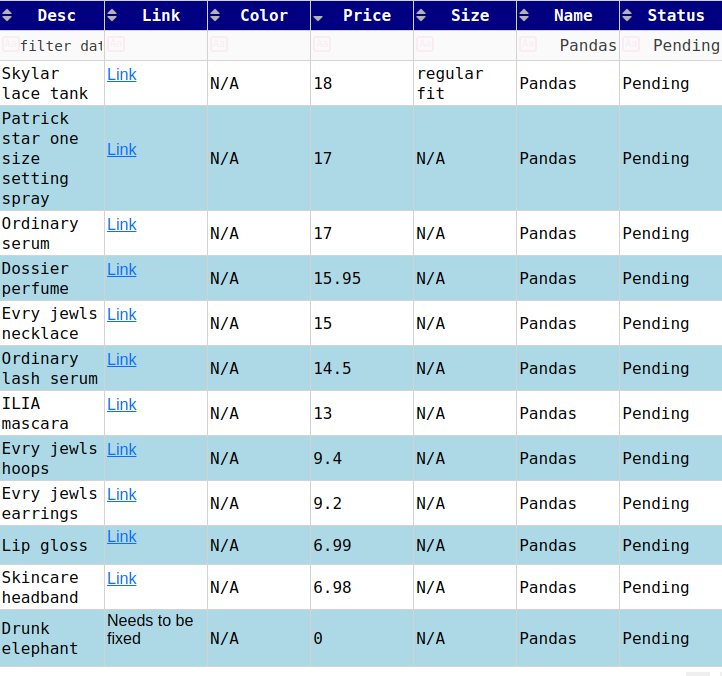 Desc Link Color Price Size Name Status
filter dat Pandas Pending
Skylar lace tank Link N/A 18 regular fit Pandas Pending
Patrick star one size setting spray Link N/A 17 N/A Pandas Pending
Ordinary serum Link N/A 17 N/A Pandas Pending
Dossier perfume Link N/A 15.95 N/A Pandas Pending
Evry jewls necklace Link N/A 15 N/A Pandas Pending
Ordinary lash serum Link N/A 14.5 N/A Pandas Pending
ILIA mascara Link N/A 13 N/A Pandas Pending
Evry jewls hoops Link N/A 9.4 N/A Pandas Pending
Evry jewls earrings Link N/A 9.2 N/A Pandas Pending
Lip gloss Link N/A 6.99 N/A Pandas Pending
Skincare headband Link N/A 6.98 N/A Pandas Pending
Drunk elephant Needs to be fixed N/A 0 N/A Pandas Pending